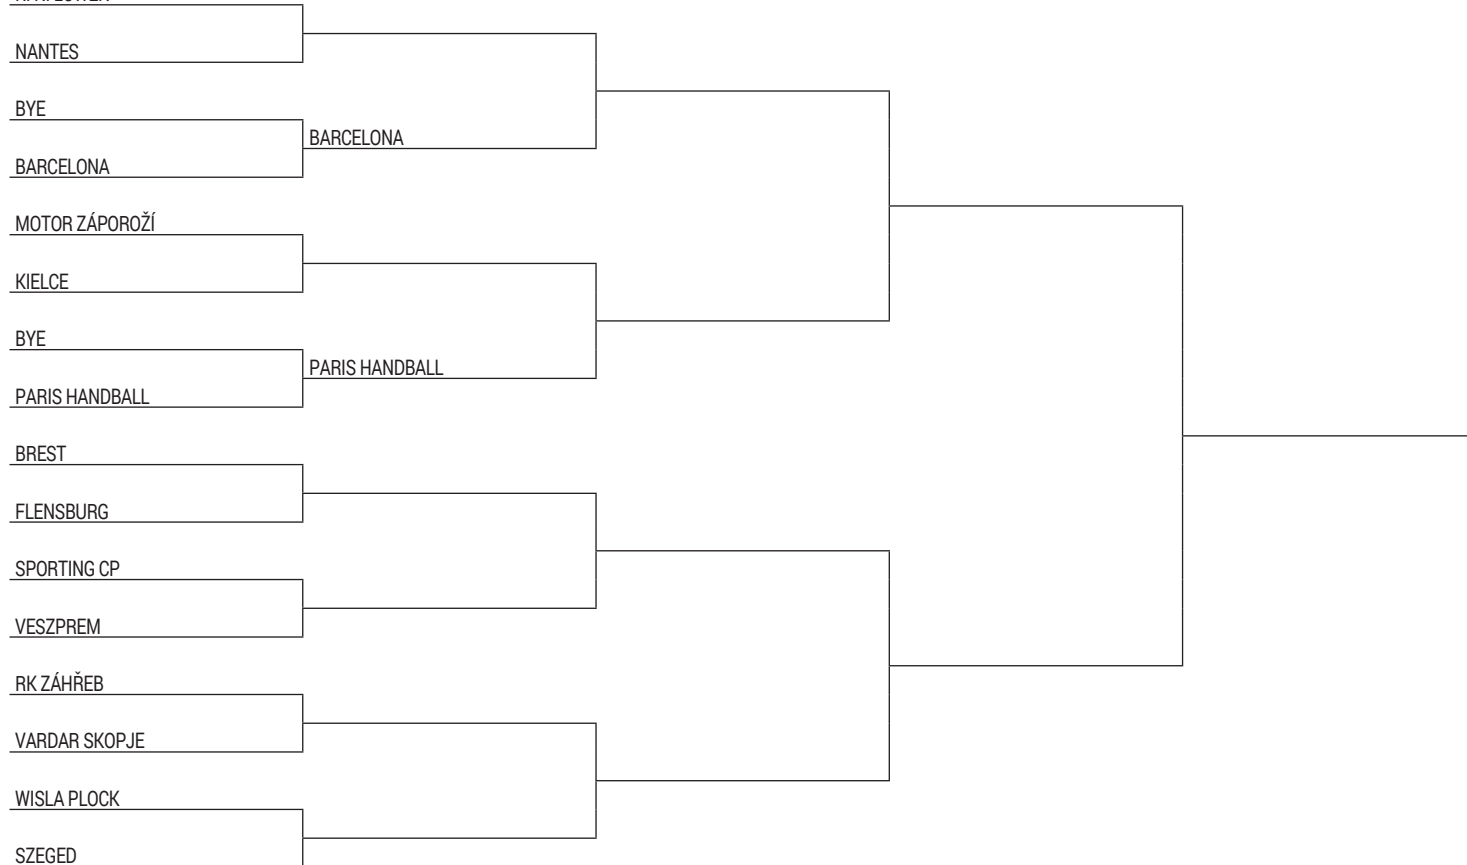 NANTES
BYE
BARCELONA
BARCELONA
MOTOR ZÁPOROŽÍ
KIELCE
BYE
PARIS HANDBALL
PARIS HANDBALL
BREST
FLENSBURG
SPORTING CP
VESZPREM
RK ZÁHŘEB
VARDAR SKOPJE
WISLA PLOCK
SZEGED